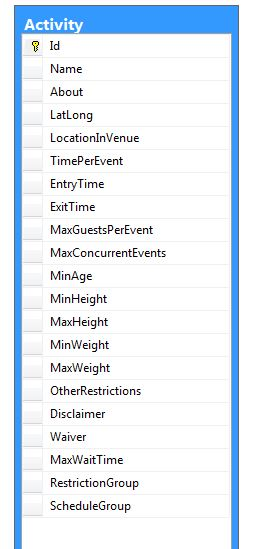 Activity
Id
Name
About
LatLong
LocationInVenue
TimePerEvent
EntryTime
ExitTime
MaxGuestsPerEvent
MaxConcurrentEvents
MinAge
MinHeight
MaxHeight
MinWeight
MaxWeight
OtherRestrictions
Disclaimer
Waiver
MaxWaitTime
RestrictionGroup
ScheduleGroup